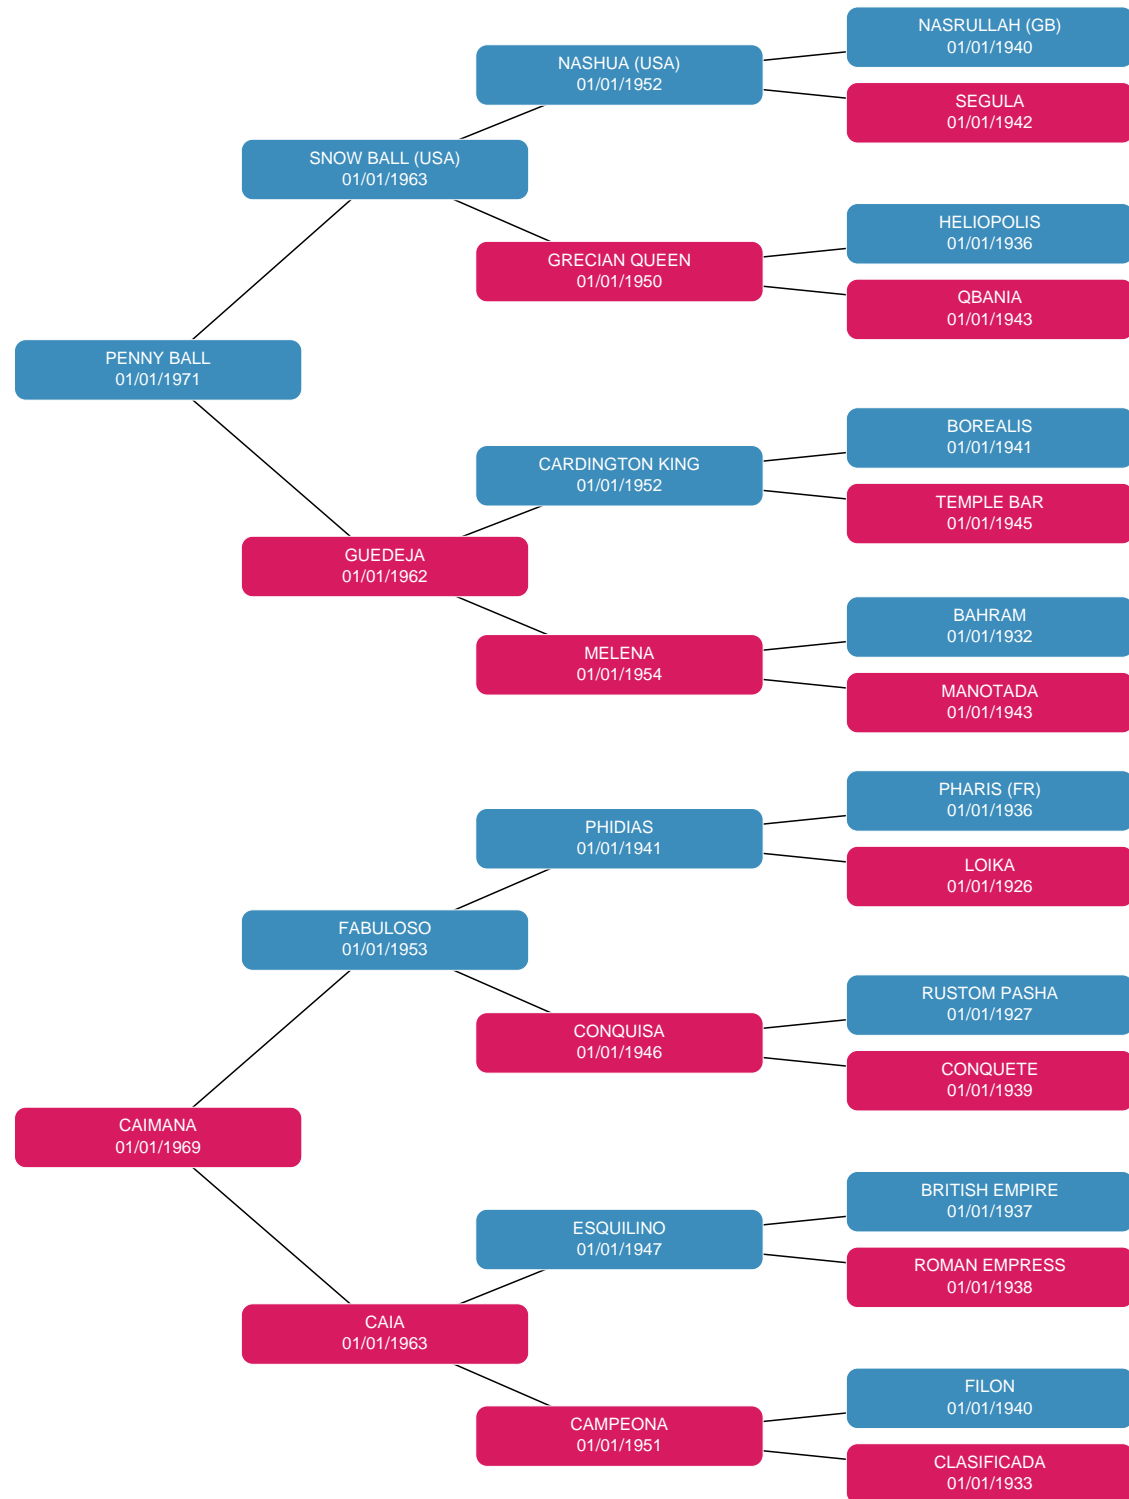 NASRULLAH (GB)
01/01/1940
NASHUA (USA)
01/01/1952
SEGULA
01/01/1942
SNOW BALL (USA)
01/01/1963
HELIOPOLIS
01/01/1936
GRECIAN QUEEN
01/01/1950
QBANIA
01/01/1943
PENNY BALL
01/01/1971
BOREALIS
01/01/1941
CARDINGTON KING
01/01/1952
TEMPLE BAR
01/01/1945
GUEDEJA
01/01/1962
BAHRAM
01/01/1932
MELENA
01/01/1954
MANOTADA
01/01/1943
PHARIS (FR)
01/01/1936
PHIDIAS
01/01/1941
LOIKA
01/01/1926
FABULOSO
01/01/1953
RUSTOM PASHA
01/01/1927
CONQUISA
01/01/1946
CONQUETE
01/01/1939
CAIMANA
01/01/1969
BRITISH EMPIRE
01/01/1937
ESQUILINO
01/01/1947
ROMAN EMPRESS
01/01/1938
CAIA
01/01/1963
FILON
01/01/1940
CAMPEONA
01/01/1951
CLASIFICADA
01/01/1933